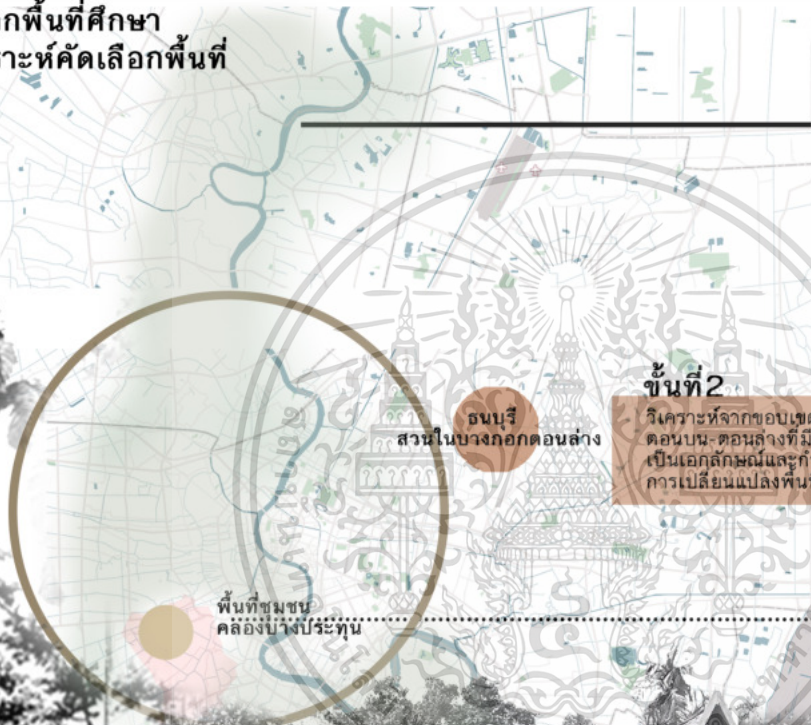 กพื้นที่ศึกษา
ราะห์คัดเลือกพื้นที่
ธนบุรี
สวนในบางกอกตอนล่าง
ขั้นที่2
วิเคราะห์จากขอบเขต
ตอนบน-ตอนล่างที่มี
เป็นเอกลักษณ์และกำ
การเปลี่ยนแปลงพื้น
พื้นที่ชุมชน
คลองบางประทุน